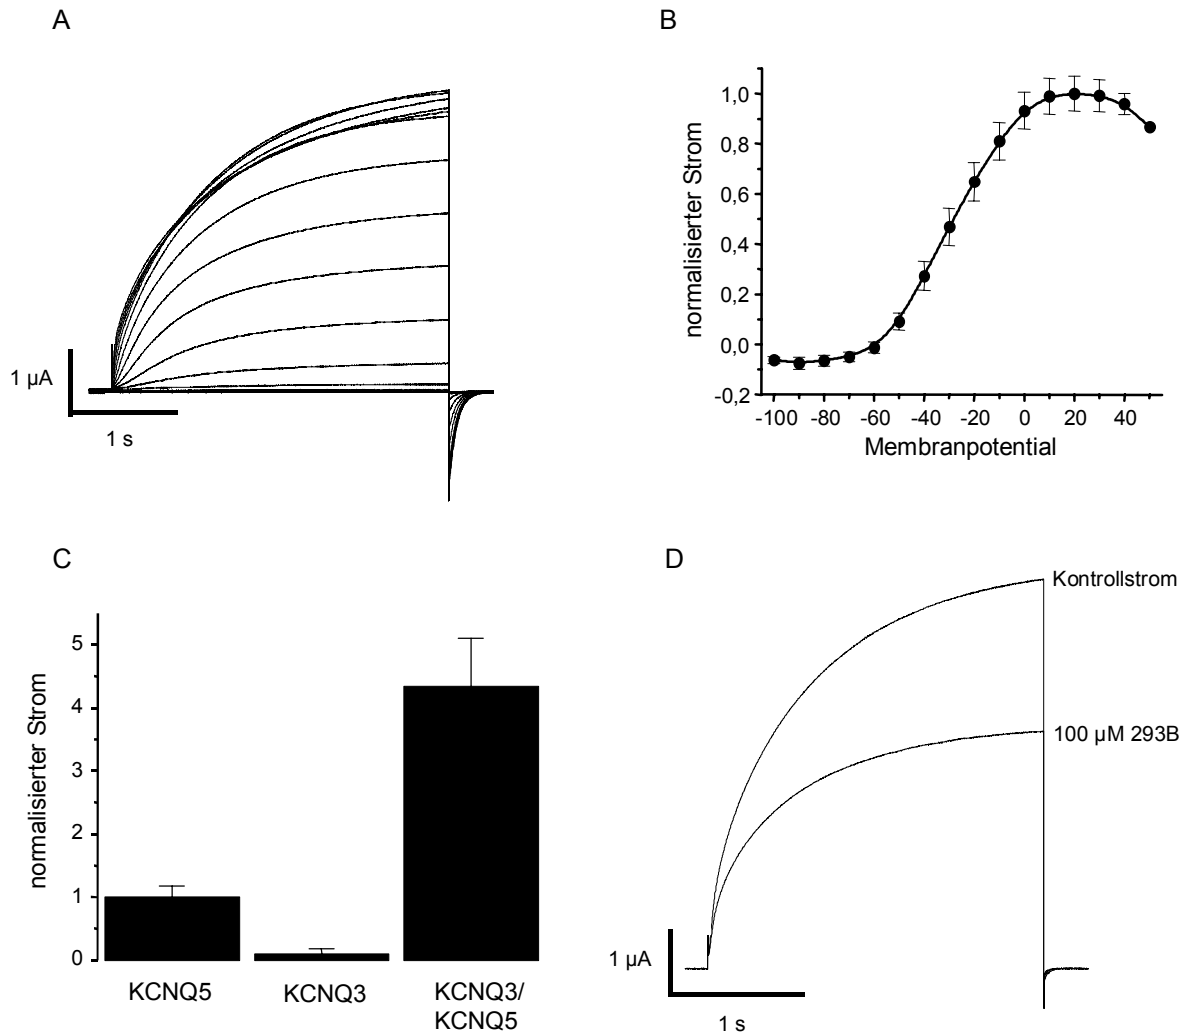 A
1 µA
1 s
B
normalisierter Strom
1,0
0,8
0,6
0,4
0,2
0,0
-0,2
-100 -80 -60 -40 -20 0 20 40
Membranpotential
C
normalisierter Strom
5
4
3
2
1
0
KCNQ5
KCNQ3
KCNQ3/
KCNQ5
D
Kontrollstrom
100 µM 293B
1 µA
1 s